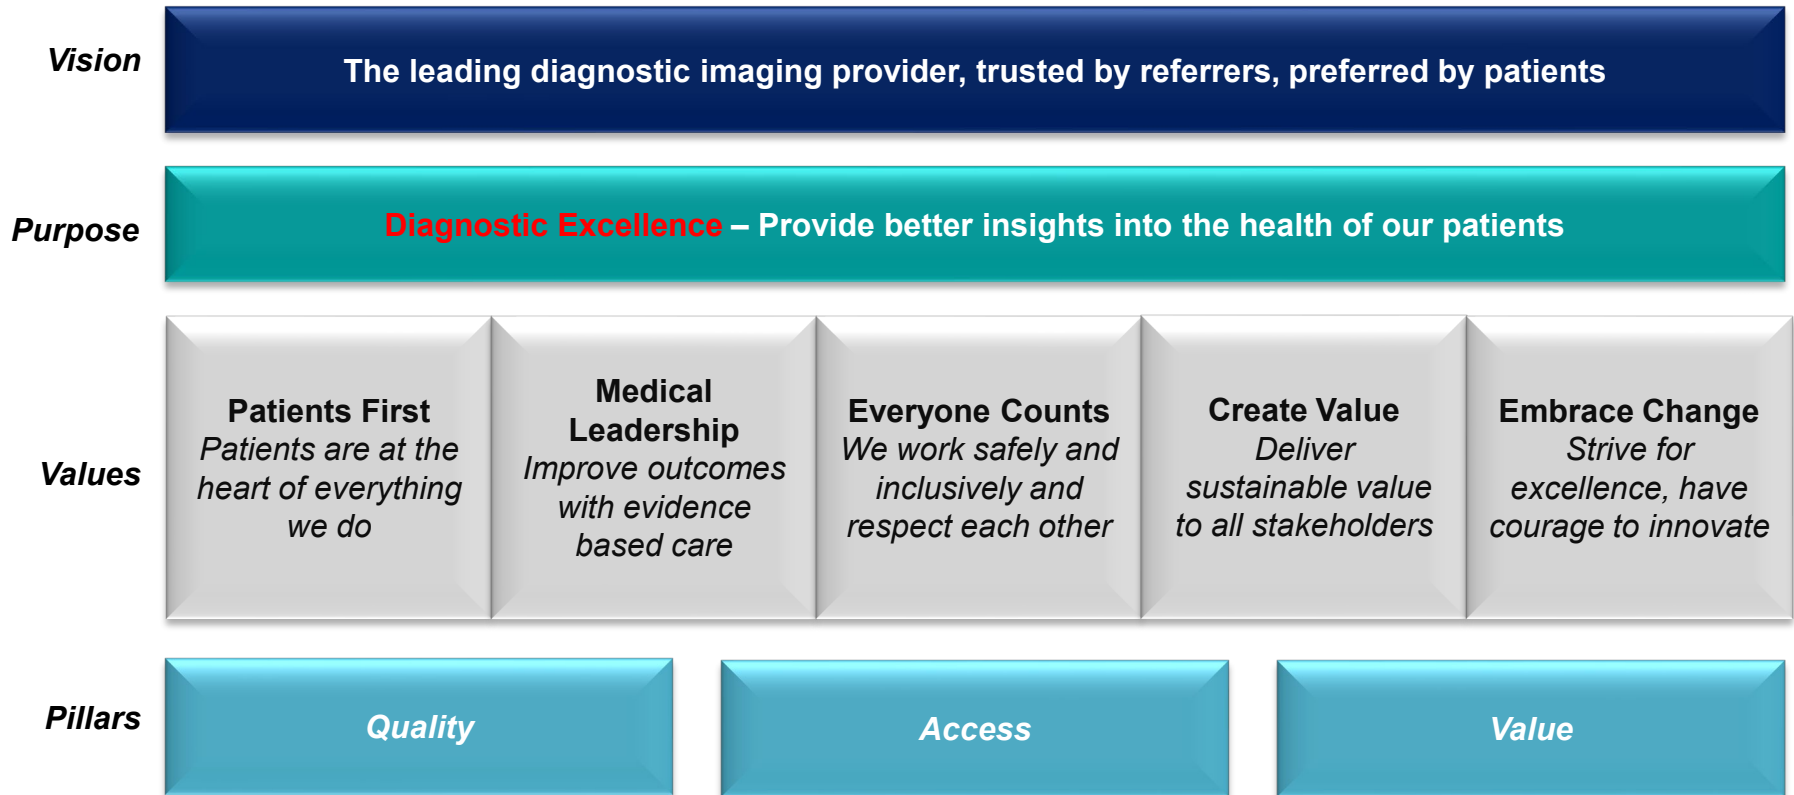 Vision
The leading diagnostic imaging provider, trusted by referrers, preferred by patients
Purpose
Diagnostic Excellence – Provide better insights into the health of our patients
Values
Patients First
Patients are at the
heart of everything
we do
Medical
Leadership
Improve outcomes
with evidence
based care
Everyone Counts
We work safely and
inclusively and
respect each other
Create Value
Deliver
sustainable value
to all stakeholders
Embrace Change
Strive for
excellence, have
courage to innovate
Pillars
Quality
Access
Value